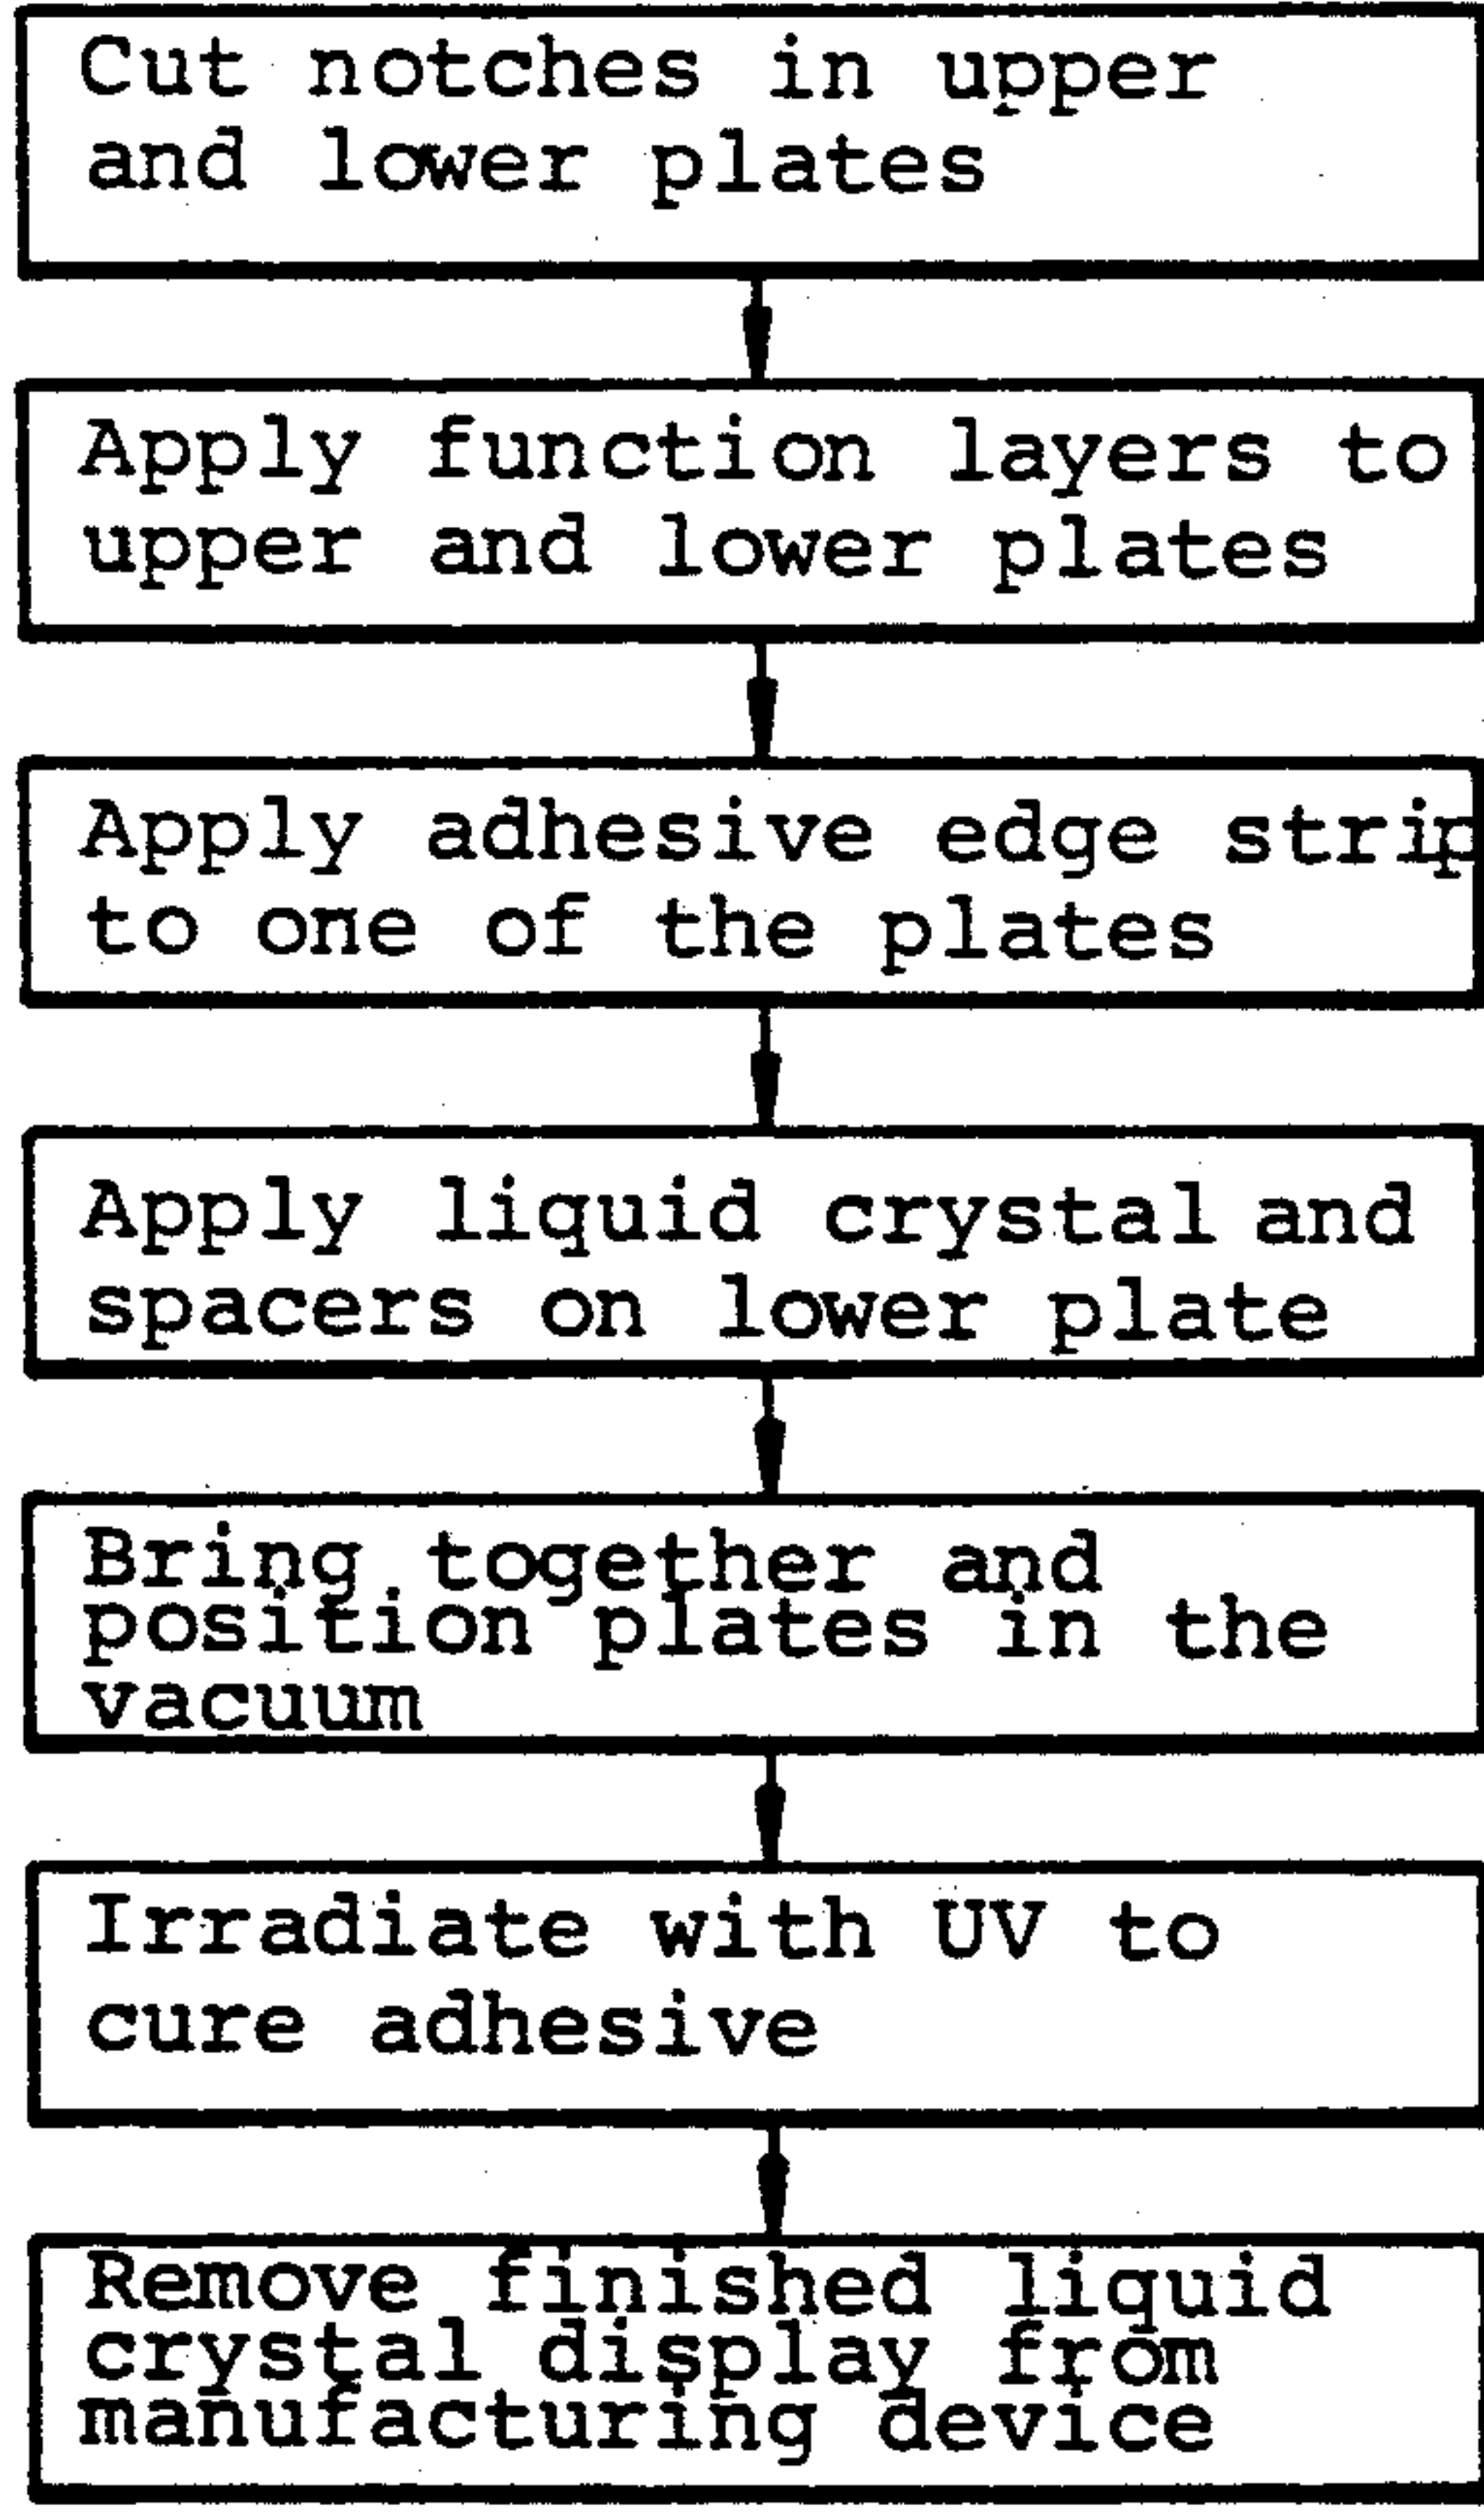 Cut notches in upper
and lower plates
Apply function layers to
upper and lower plates
Apply adhesive edge strip
to one of the plates
Apply liquid crystal and
spacers on lower plate
Bring together and
position plates in the
vacuum
Irradiate with UV to
cure adhesive
Remove finished liquid
crystal display from
manufacturing device